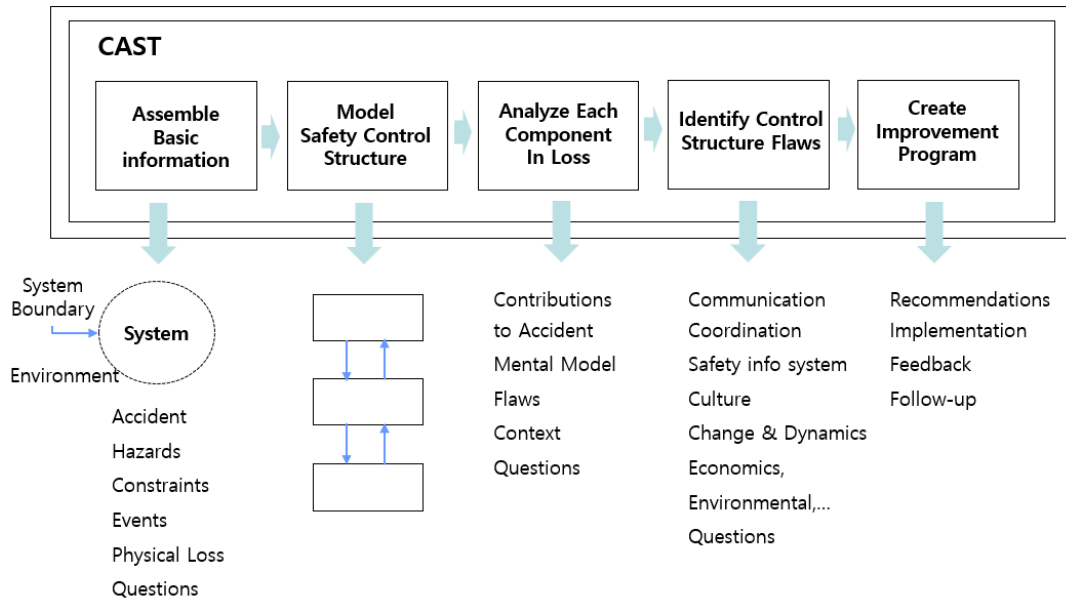 CAST
Assemble
Basic
information
Model
Safety Control
Structure
Analyze Each
Component
In Loss
Identify Control
Structure Flaws
Create
Improvement
Program
System
Boundary
System
Environment
Accident
Hazards
Constraints
Events
Physical Loss
Questions
Contributions
to Accident
Mental Model
Flaws
Context
Questions
Communication
Coordination
Safety info system
Culture
Change & Dynamics
Economics,
Environmental,...
Questions
Recommendations
Implementation
Feedback
Follow-up